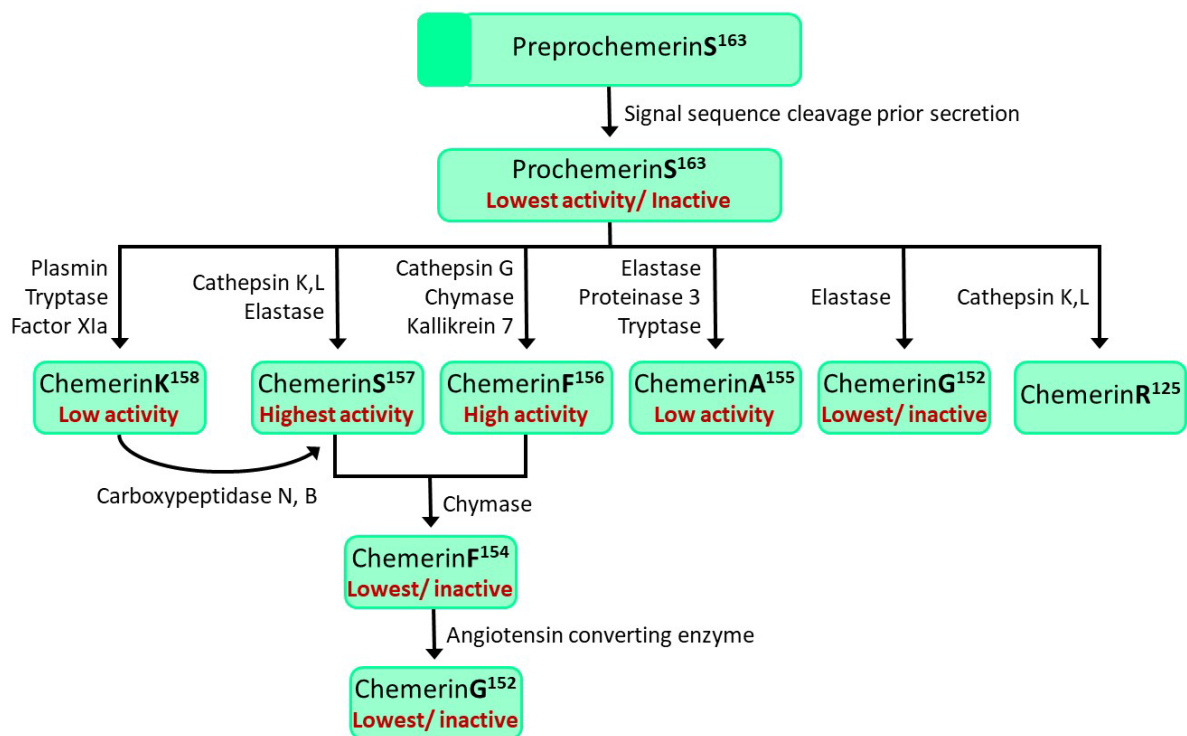 PreprochemerinS¹⁶³
Signal sequence cleavage prior secretion
ProchemerinS¹⁶³
Lowest activity/ Inactive
Plasmin
Tryptase
Factor XIa
Cathepsin K,L
Elastase
Cathepsin G
Chymase
Kallikrein 7
Elastase
Proteinase 3
Tryptase
Elastase
Cathepsin K,L
ChemerinK¹⁵⁸
Low activity
ChemerinS¹⁵⁷
Highest activity
ChemerinF¹⁵⁶
High activity
ChemerinA¹⁵⁵
Low activity
ChemerinG¹⁵²
Lowest/ inactive
ChemerinR¹²⁵
Carboxypeptidase N, B
Chymase
ChemerinF¹⁵⁴
Lowest/ inactive
Angiotensin converting enzyme
ChemerinG¹⁵²
Lowest/ inactive